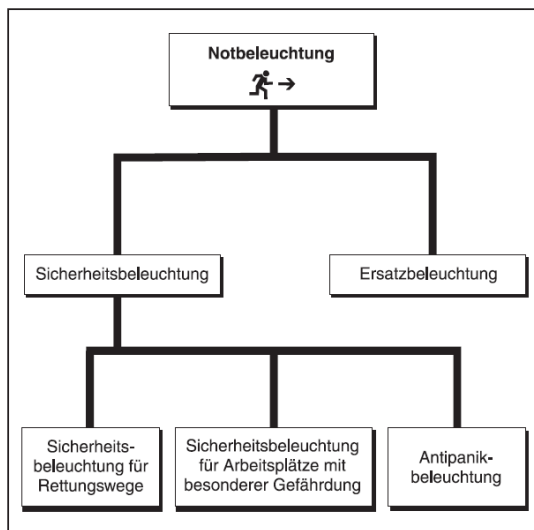 Notbeleuchtung
Sicherheitsbeleuchtung
Ersatzbeleuchtung
Sicherheits-
beleuchtung für
Rettungswege
Sicherheitsbeleuchtung
für Arbeitsplätze mit
besonderer Gefährdung
Antipanik-
beleuchtung